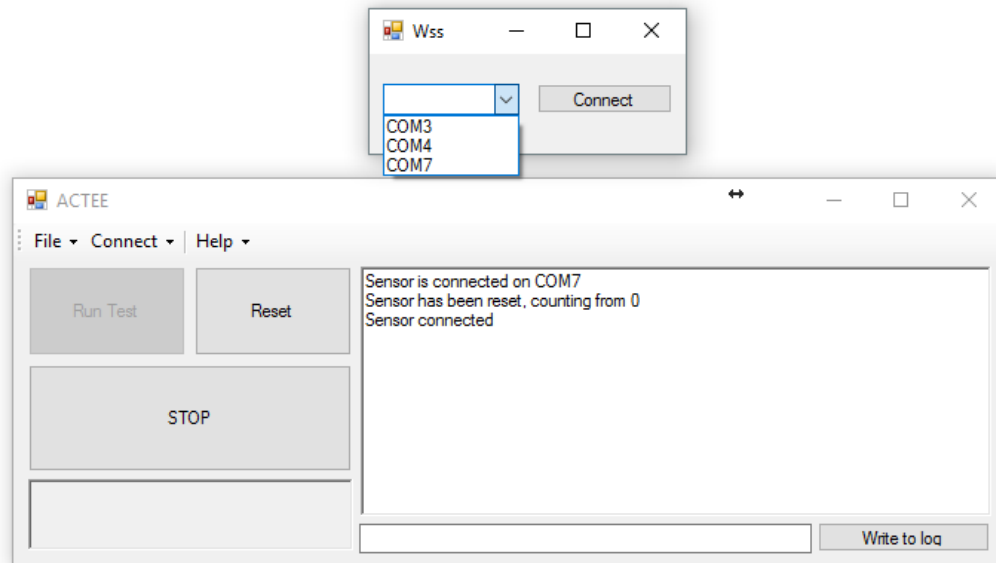 Wss
Connect
COM3
COM4
COM7
ACTEE
File Connect Help
Run Test
Reset
STOP
Sensor is connected on COM7
Sensor has been reset, counting from 0
Sensor connected
Write to log